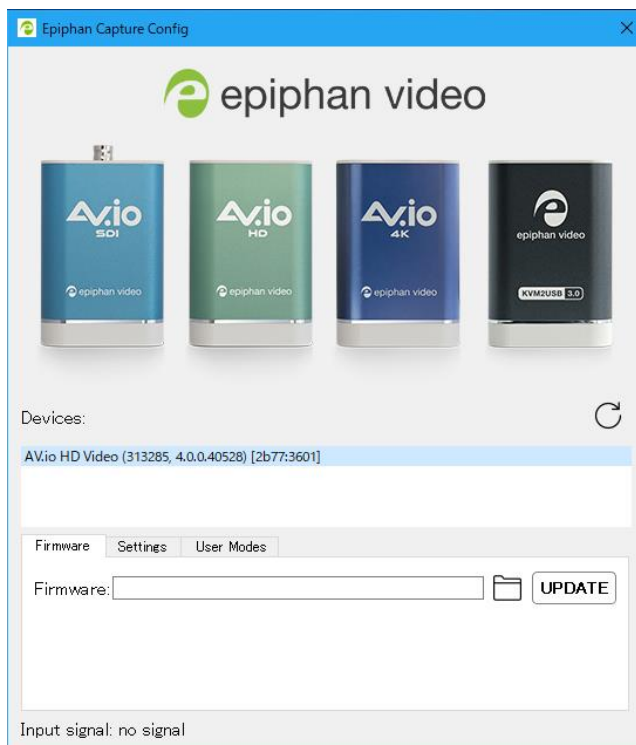 Epiphan Capture Config
epiphan video
AV.io SDI
AV.io HD
AV.io 4K
epiphan video
epiphan video
epiphan video
epiphan video
KVM2USB 3.0
Devices:
AV.io HD Video (313285, 4.0.0.40528) [2b77:3601]
Firmware Settings User Modes
Firmware: UPDATE
Input signal: no signal